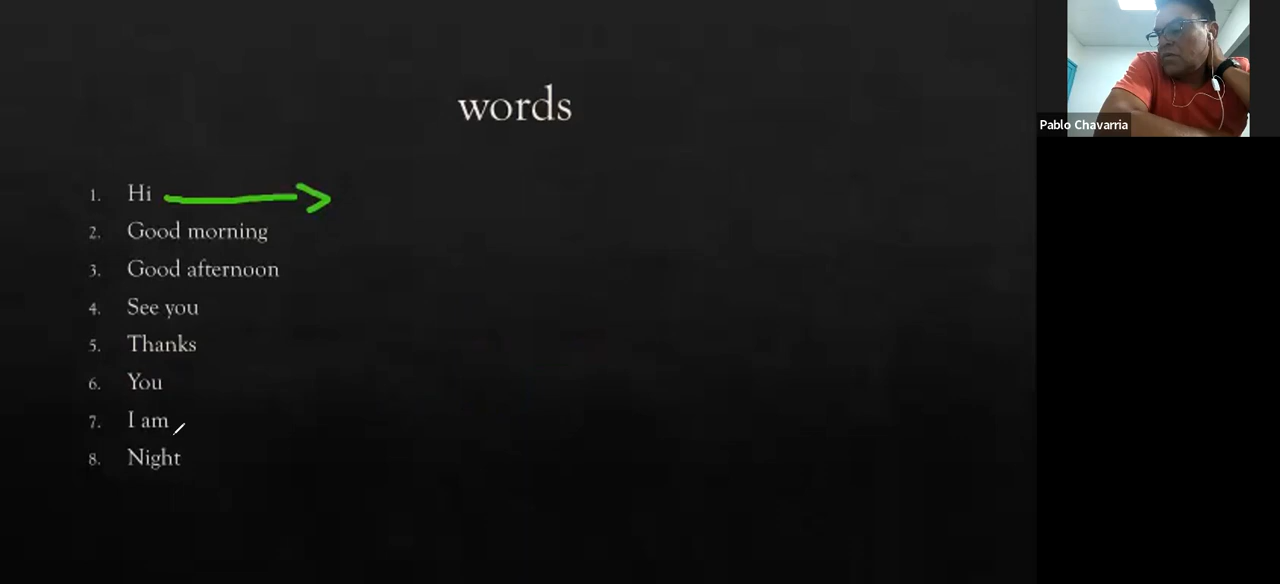 words
1. Hi
2. Good morning
3. Good afternoon
4. See you
5. Thanks
6. You
7. I am
8. Night
Pablo Chavarria